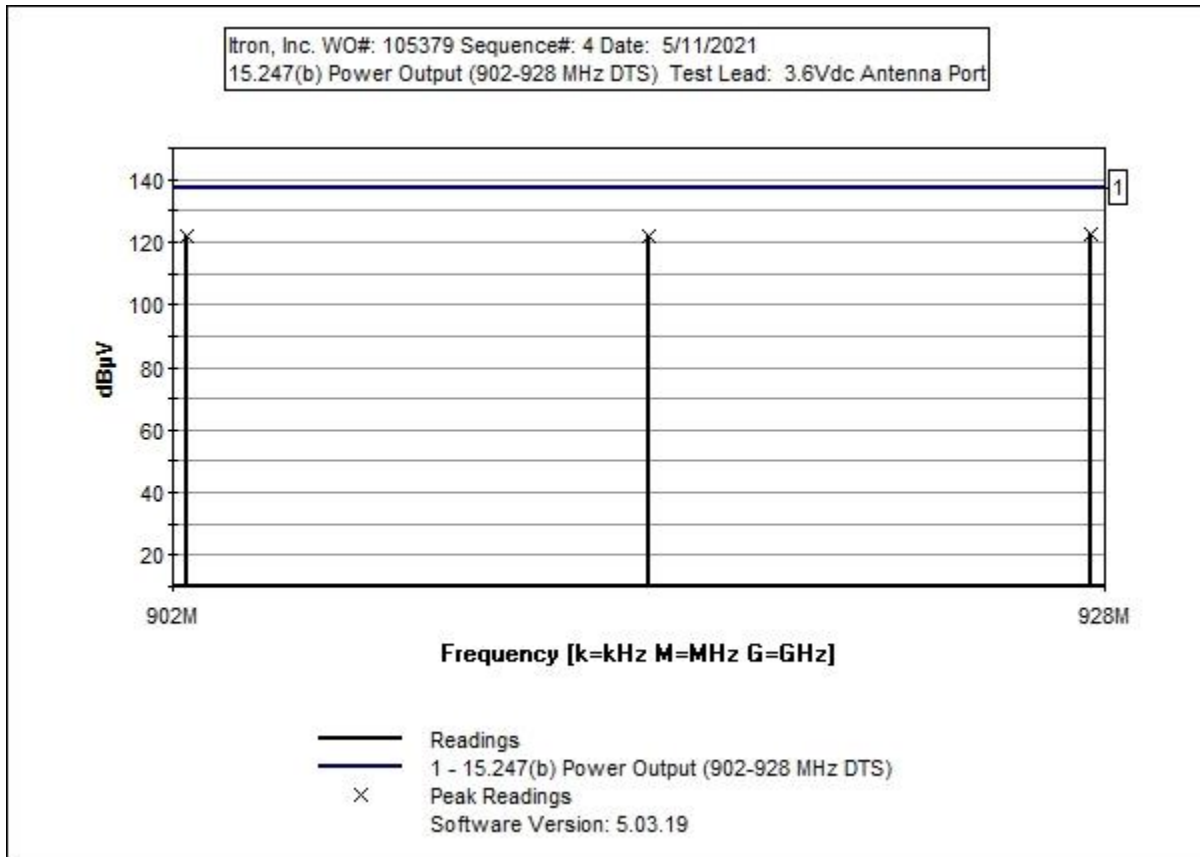 Itron, Inc. WO#: 105379 Sequence#: 4 Date: 5/11/2021
15.247(b) Power Output (902-928 MHz DTS) Test Lead: 3.6Vdc Antenna Port
140
1
120
100
80
60
40
20
dBµV
902M
928M
Frequency [k=kHz M=MHz G=GHz]
Readings
1 - 15.247(b) Power Output (902-928 MHz DTS)
Peak Readings
Software Version: 5.03.19